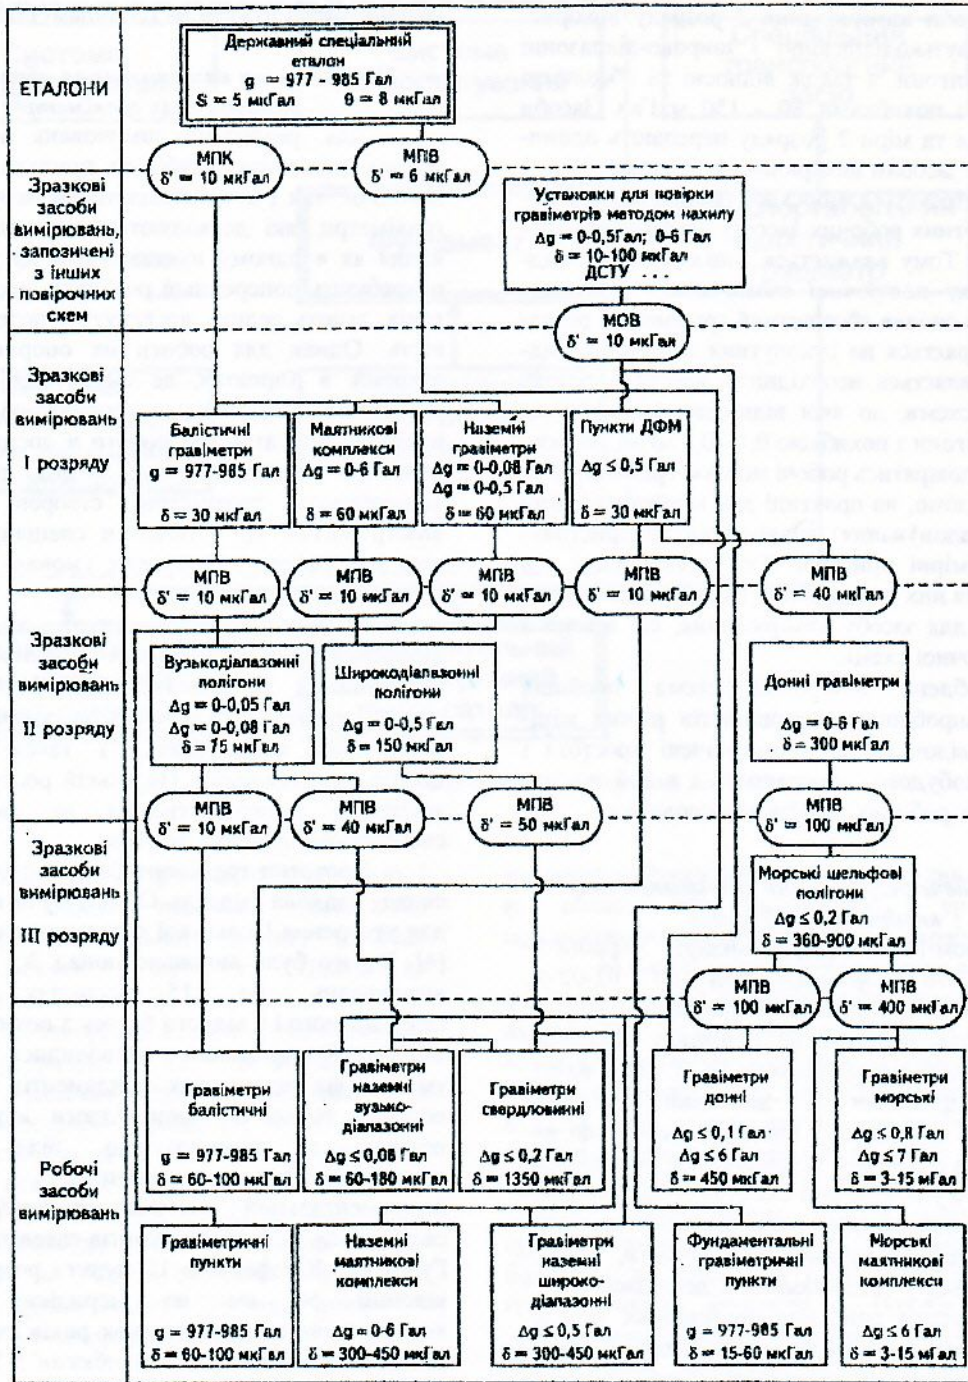 ЕТАЛОНИ
Державний спеціальний
еталон
g = 977 - 985 Гал
S = 5 мкГал θ = 8 мкГал
МПК
δ' = 10 мкГал
МПВ
δ' = 6 мкГал
Зразкові
засоби
вимірювань,
запозичені
з інших
повірочних
схем
Установки для повірки
гравіметрів методом нахилу
Δg = 0-0,5Гал; 0-6 Гал
δ = 10-100 мкГал
ДСТУ ...
МОВ
δ' = 10 мкГал
Зразкові
засоби
вимірювань
I розряду
Балістичні
гравіметри
g = 977-985 Гал
δ = 30 мкГал
Маятникові
комплекси
Δg = 0-6 Гал
δ = 60 мкГал
Наземні
гравіметри
Δg = 0-0,08 Гал
Δg = 0-0,5 Гал
δ = 60 мкГал
Пункти ДФМ
Δg ≤ 0,5 Гал
δ = 30 мкГал
МПВ
δ' = 10 мкГал
МПВ
δ' = 10 мкГал
МПВ
δ' = 10 мкГал
МПВ
δ' = 10 мкГал
МПВ
δ' = 40 мкГал
Зразкові
засоби
вимірювань
II розряду
Вузькодіапазонні
полігони
Δg = 0-0,05 Гал
Δg = 0-0,08 Гал
δ = 75 мкГал
Широкодіапазонні
полігони
Δg = 0-0,5 Гал
δ = 150 мкГал
Донні гравіметри
Δg = 0-6 Гал
δ = 300 мкГал
МПВ
δ' = 10 мкГал
МПВ
δ' = 40 мкГал
МПВ
δ' = 50 мкГал
МПВ
δ' = 100 мкГал
Зразкові
засоби
вимірювань
III розряду
Морські шельфові
полігони
Δg ≤ 0,2 Гал
δ = 360-900 мкГал
МПВ
δ' = 100 мкГал
МПВ
δ' = 400 мкГал
Робочі
засоби
вимірювань
Гравіметри
балістичні
g = 977-985 Гал
δ = 60-100 мкГал
Гравіметри
наземні
вузько-
діапазонні
Δg ≤ 0,08 Гал
δ = 60-180 мкГал
Гравіметри
свердловинні
Δg ≤ 0,2 Гал
δ = 1350 мкГал
Гравіметри
донні
Δg ≤ 0,1 Гал
Δg ≤ 6 Гал
δ = 450 мкГал
Гравіметри
морські
Δg ≤ 0,8 Гал
Δg ≤ 7 Гал
δ = 3-15 мГал
Гравіметричні
пункти
g = 977-985 Гал
δ = 60-100 мкГал
Наземні
маятникові
комплекси
Δg = 0-6 Гал
δ = 300-450 мкГал
Гравіметри
наземні
широко-
діапазонні
Δg ≤ 0,5 Гал
δ = 300-450 мкГал
Фундаментальні
гравіметричні
пункти
g = 977-985 Гал
δ = 15-60 мкГал
Морські
маятникові
комплекси
Δg ≤ 6 Гал
δ = 3-15 мГал